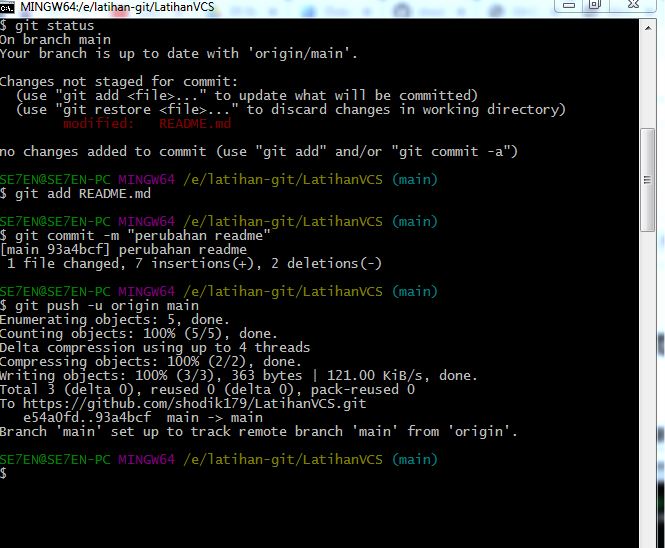 MINGW64:/e/latihan-git/LatihanVCS
$ git status
On branch main
Your branch is up to date with 'origin/main'.
Changes not staged for commit:
(use "git add <file>..." to update what will be committed)
(use "git restore <file>..." to discard changes in working directory)
modified:   README.md
no changes added to commit (use "git add" and/or "git commit -a")
SE7EN@SE7EN-PC MINGW64 /e/latihan-git/LatihanVCS (main)
$ git add README.md
SE7EN@SE7EN-PC MINGW64 /e/latihan-git/LatihanVCS (main)
$ git commit -m "perubahan readme"
[main 93a4bcf] perubahan readme
1 file changed, 7 insertions(+), 2 deletions(-)
SE7EN@SE7EN-PC MINGW64 /e/latihan-git/LatihanVCS (main)
$ git push -u origin main
Enumerating objects: 5, done.
Counting objects: 100% (5/5), done.
Delta compression using up to 4 threads
Compressing objects: 100% (2/2), done.
Writing objects: 100% (3/3), 363 bytes | 121.00 KiB/s, done.
Total 3 (delta 0), reused 0 (delta 0), pack-reused 0
To https://github.com/shodik179/LatihanVCS.git
e54a0fd..93a4bcf  main -> main
Branch 'main' set up to track remote branch 'main' from 'origin'.
SE7EN@SE7EN-PC MINGW64 /e/latihan-git/LatihanVCS (main)
$